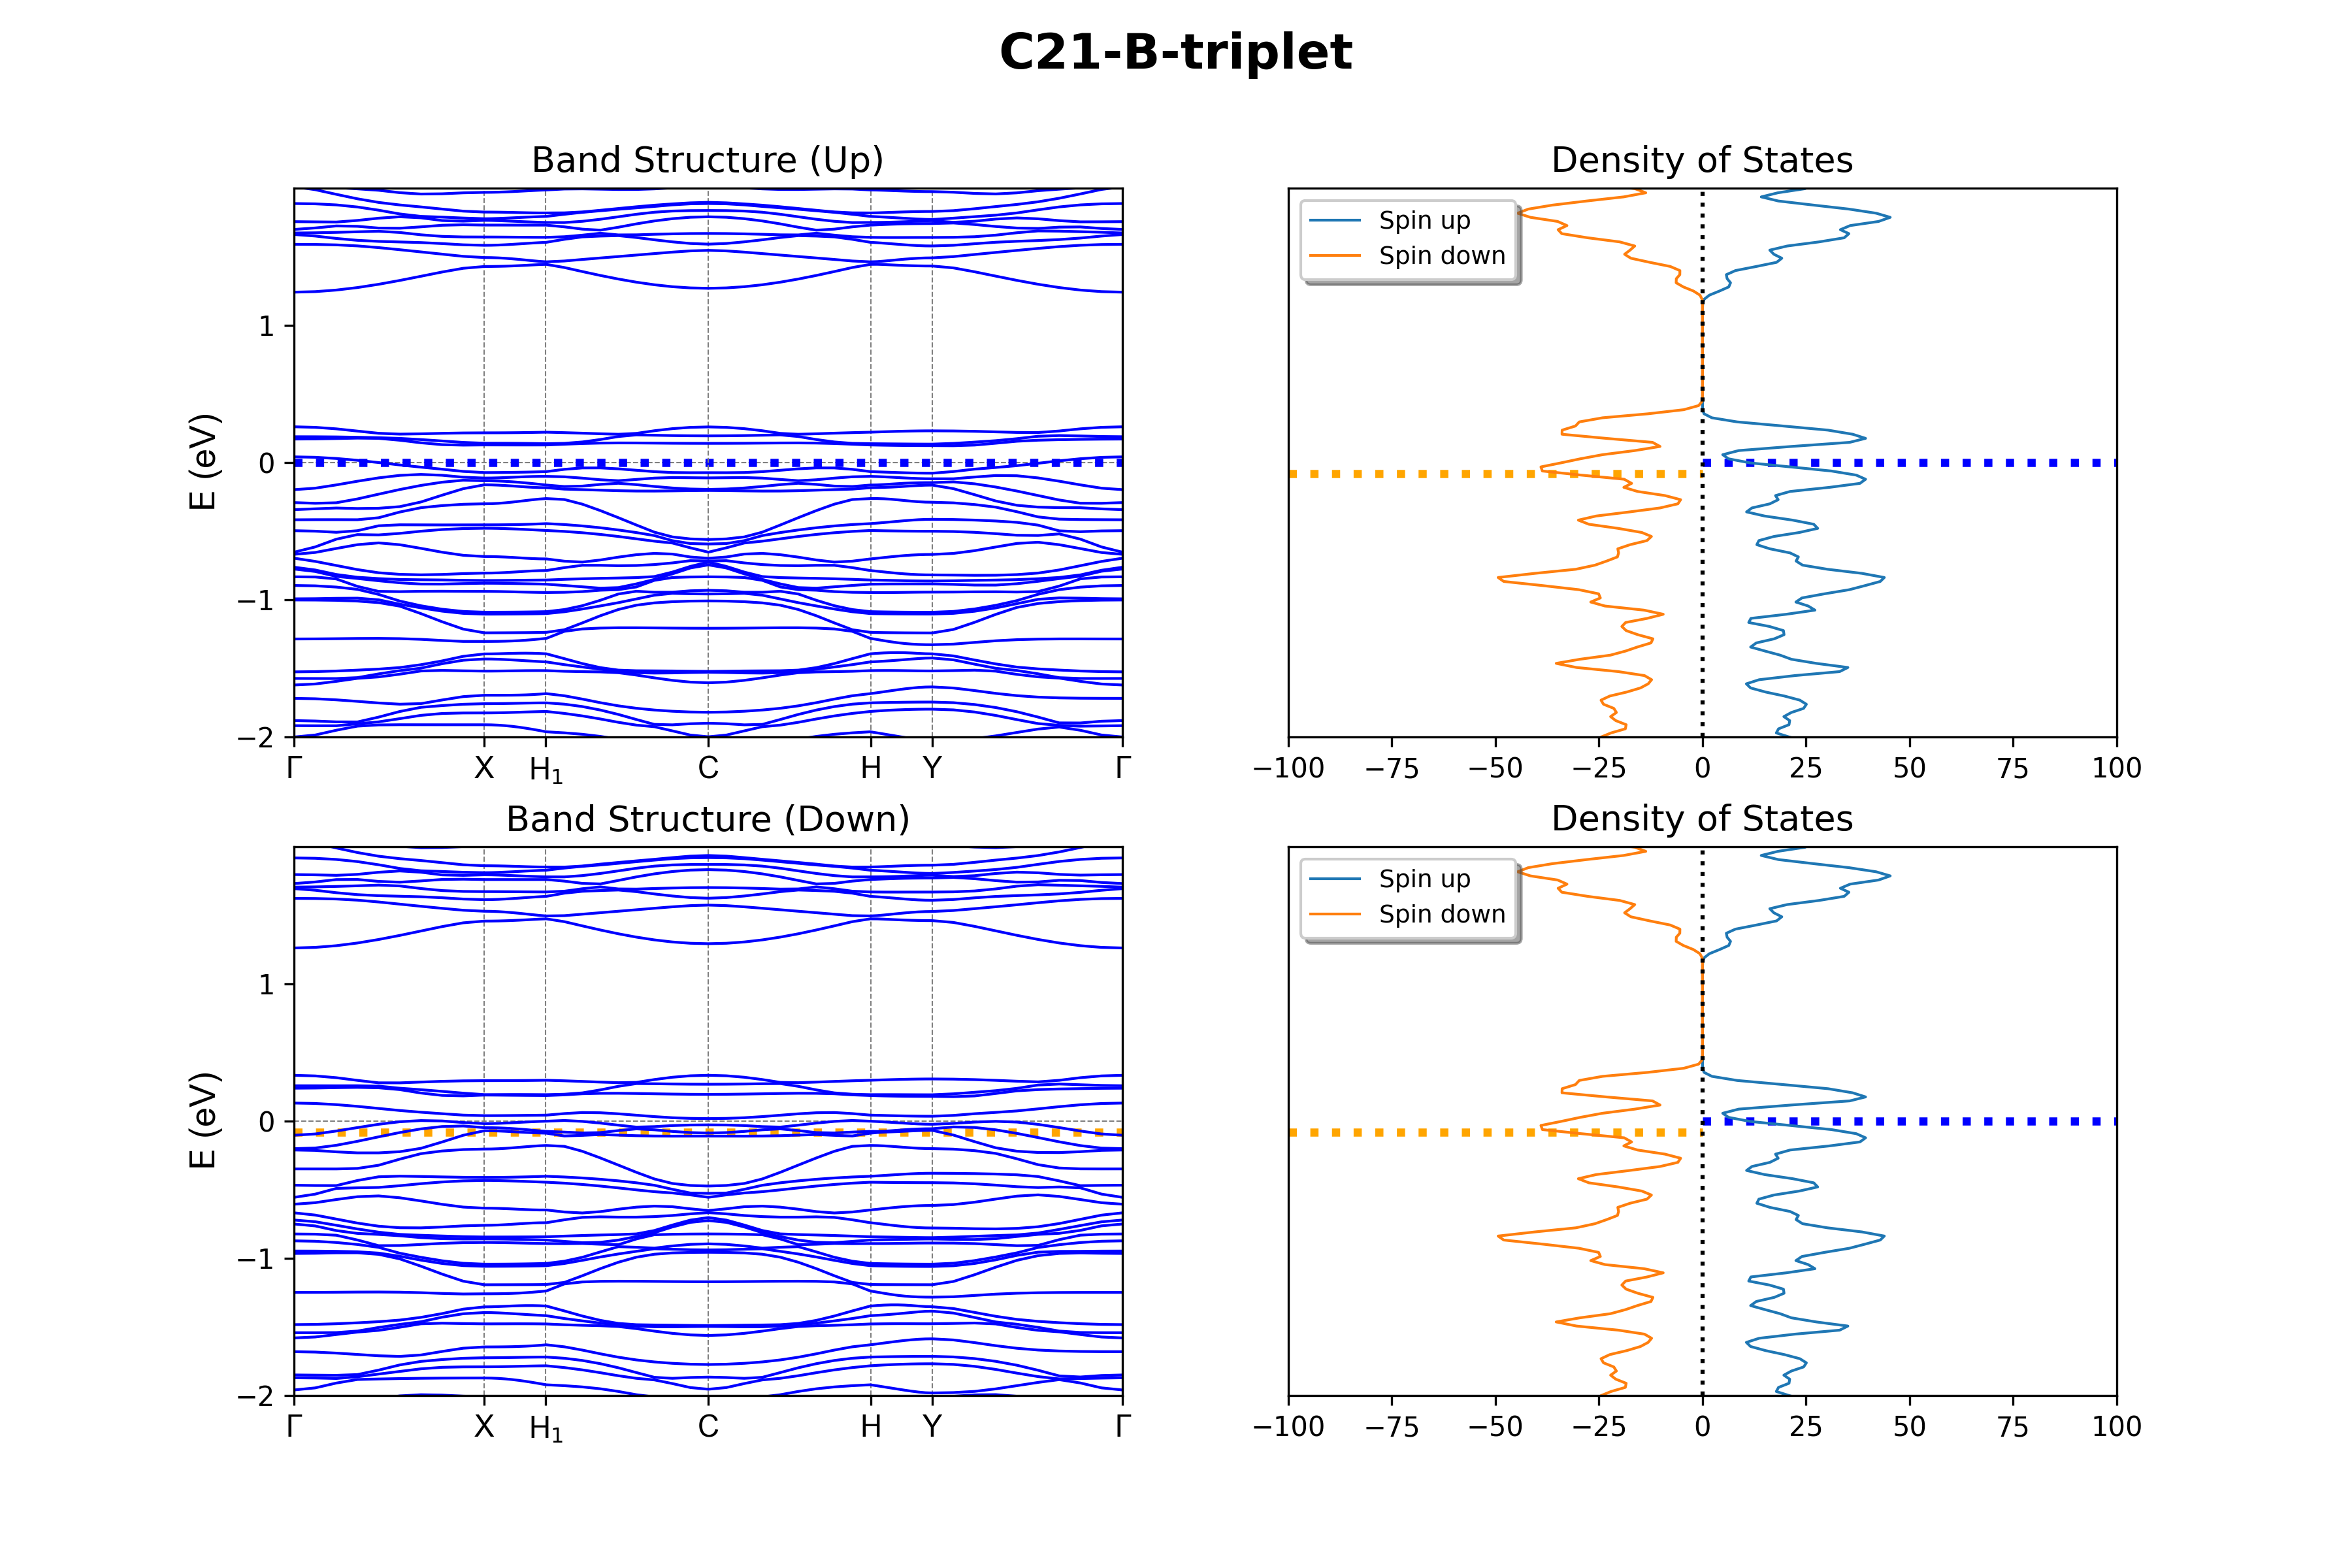 C21-B-triplet
Band Structure (Up)
Density of States
E (eV)
1
0
−1
−2
Γ X H₁ C H Y Γ
Spin up
Spin down
−100 −75 −50 −25 0 25 50 75 100
Band Structure (Down)
Density of States
E (eV)
1
0
−1
−2
Γ X H₁ C H Y Γ
Spin up
Spin down
−100 −75 −50 −25 0 25 50 75 100